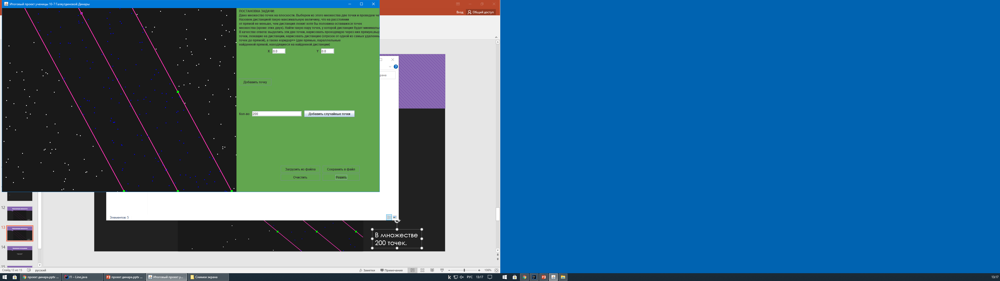 Итоговый проект ученицы 10-7 Галяутдиновой Динары
Вход
Общий доступ
ПОСТАНОВКА ЗАДАЧИ:
Дано множество точек на плоскости. Выберем из этого множества две точки и проведем че
Назовем дистанцией такую максимальную величину, что на расстоянии
от прямой не меньше, чем дистанция лежит хотя бы половина оставшихся точек
множества (кроме этих двух). Найти такую пару точек, у которой дистанция будет минималь
В качестве ответа: выделить эти две точки, нарисовать проходящую через них прямую,выд
точки, лежащие на дистанции, нарисовать дистанцию (отрезок от одной из самых удаленны
точек до прямой), а также коридор>> (две прямые, параллельные
найденной прямой, находящиеся на найденной дистанции)
X 0.0 Y 0.0
рана
Добавить точку
Кол-во 200 Добавить случайные точки
Загрузить из файла Сохранить в файл
Очистить Решить
Элементов: 5
12
13
14
15
В множестве
200 точек.
Слайд 13 из 15 русский Заметки Примечания 106%
проект динара.pptx ... f1 – Line.java проект динара.pptx ... Итоговый проект у... Снимки экрана РУС 13:17 13:17